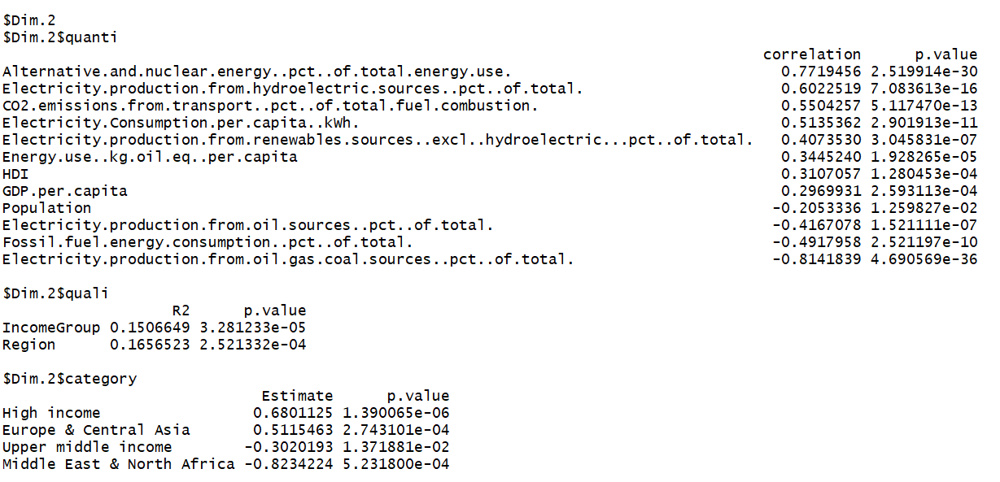 $Dim.2
$Dim.2$quanti
correlation p.value
Alternative.and.nuclear.energy..pct..of.total.energy.use. 0.7719456 2.519914e-30
Electricity.production.from.hydroelectric.sources..pct..of.total. 0.6022519 7.083613e-16
CO2.emissions.from.transport..pct..of.total.fuel.combustion. 0.5504257 5.117470e-13
Electricity.Consumption.per.capita..kWh. 0.5135362 2.901913e-11
Electricity.production.from.renewables.sources..excl..hydroelectric...pct..of.total. 0.4073530 3.045831e-07
Energy.use..kg.oil.eq..per.capita 0.3445240 1.928265e-05
HDI 0.3107057 1.280453e-04
GDP.per.capita 0.2969931 2.593113e-04
Population -0.2053336 1.259827e-02
Electricity.production.from.oil.sources..pct..of.total. -0.4167078 1.521111e-07
Fossil.fuel.energy.consumption..pct..of.total. -0.4917958 2.521197e-10
Electricity.production.from.oil.gas.coal.sources..pct..of.total. -0.8141839 4.690569e-36
$Dim.2$quali
R2 p.value
IncomeGroup 0.1506649 3.281233e-05
Region 0.1656523 2.521332e-04
$Dim.2$category
Estimate p.value
High income 0.6801125 1.390065e-06
Europe & Central Asia 0.5115463 2.743101e-04
Upper middle income -0.3020193 1.371881e-02
Middle East & North Africa -0.8234224 5.231800e-04